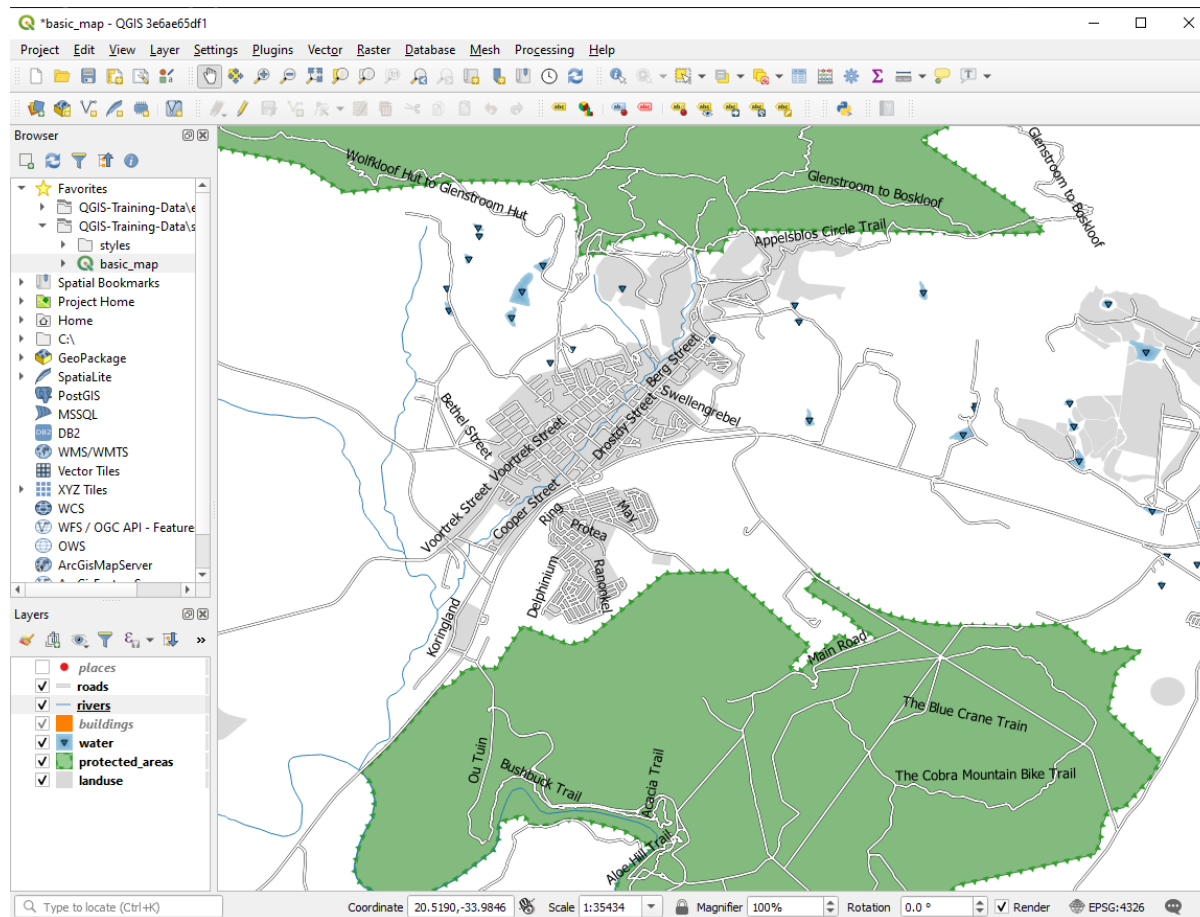 *basic_map - QGIS 3e6ae65df1
Project Edit View Layer Settings Plugins Vector Raster Database Mesh Processing Help
Browser
Favorites
QGIS-Training-Data\e
QGIS-Training-Data\s
styles
basic_map
Spatial Bookmarks
Project Home
Home
C:\
GeoPackage
SpatiaLite
PostGIS
MSSQL
DB2
WMS/WMTS
Vector Tiles
XYZ Tiles
WCS
WFS / OGC API - Feature
OWS
ArcGisMapServer
Layers
places
roads
rivers
buildings
water
protected_areas
landuse
Wolfkloof Hut to Glenstroom Hut
Glenstroom to Boskloof
Glenstroom to Boskloof
Appelsblos Circle Trail
Berg Street
Swellengrebel
Bethel Street
Drostdy Street
Voortrek Street
Voortrek Street
Cooper Street
Ring
May
Protea
Delphinium
Ranonkel
Koringland
Main Road
The Blue Crane Train
The Cobra Mountain Bike Trail
Ou Tuin
Bushbuck Trail
Acacia Trail
Aloe Hill Trail
Type to locate (Ctrl+K)
Coordinate 20.5190,-33.9846 Scale 1:35434 Magnifier 100% Rotation 0.0 ° Render EPSG:4326